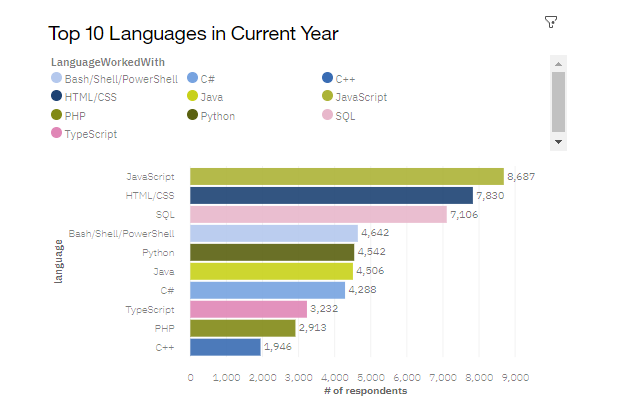 Top 10 Languages in Current Year
LanguageWorkedWith
Bash/Shell/PowerShell C# C++
HTML/CSS Java JavaScript
PHP Python SQL
TypeScript
JavaScript 8,687
HTML/CSS 7,830
SQL 7,106
Bash/Shell/PowerShell 4,642
Python 4,542
Java 4,506
C# 4,288
TypeScript 3,232
PHP 2,913
C++ 1,946
language
0 1,000 2,000 3,000 4,000 5,000 6,000 7,000 8,000 9,000
# of respondents